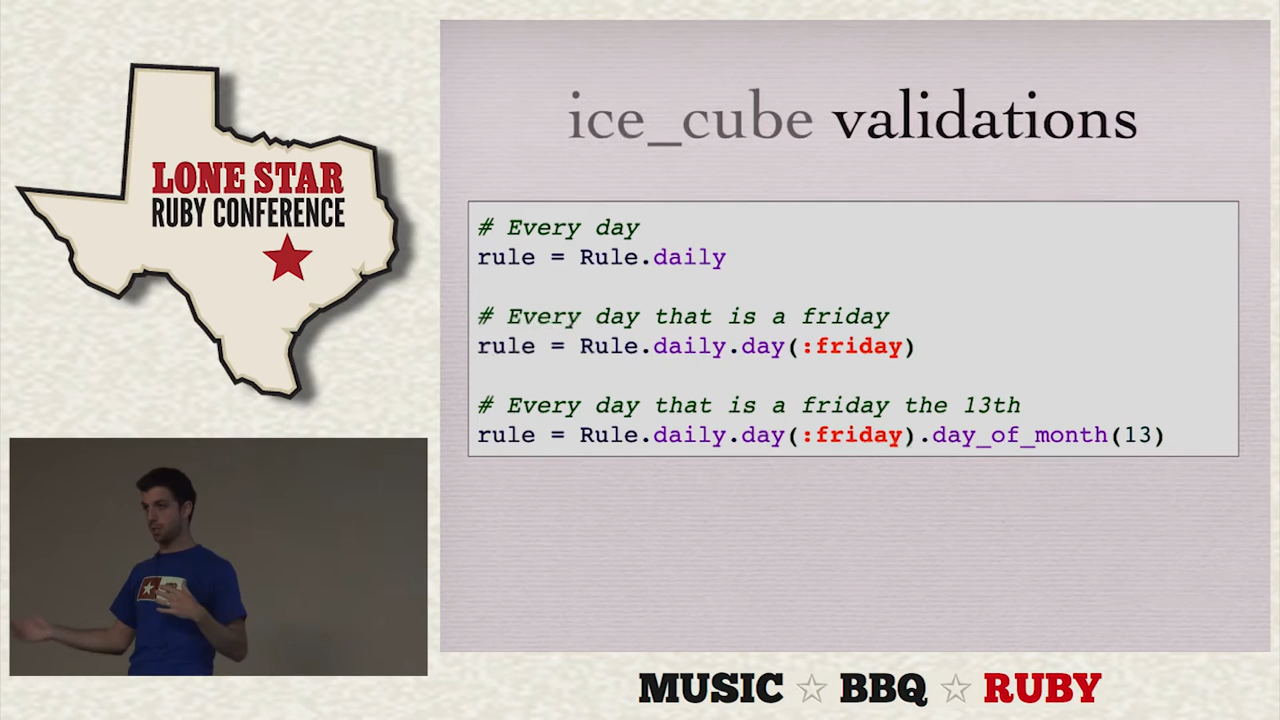 LONE STAR
RUBY CONFERENCE
ice_cube validations
# Every day
rule = Rule.daily
# Every day that is a friday
rule = Rule.daily.day(:friday)
# Every day that is a friday the 13th
rule = Rule.daily.day(:friday).day_of_month(13)
MUSIC ☆ BBQ ☆ RUBY